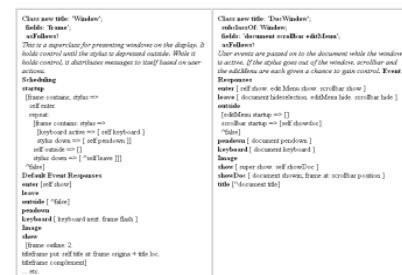 Class new title: 'Window';
fields: 'frame';
asFollows!
This is a superclass for presenting windows on the display. It
holds control until the stylus is depressed outside. While it
holds control, it distributes messages to itself based on user
actions.
Scheduling
startup
[frame contains: stylus ⇒
self enter.
repeat:
[frame contains: stylus ⇒
[keyboard active ⇒ [self keyboard]
stylus down ⇒ [self pendown]]
self outside ⇒ []
stylus down ⇒ [^self leave]]]
^false]
Default Event Responses
enter [self show]
leave
outside [^false]
pendown
keyboard [keyboard next. frame flash]
Image
show
[frame outline: 2.
titleframe put: self title at: frame origin + title loc.
titleframe complement]
... etc.
Class new title: 'DocWindow';
subclassOf: Window;
fields: 'document scrollbar editMenu';
asFollows!
User events are passed on to the document while the window
is active. If the stylus goes out of the window, scrollbar and
the editMenu are each given a chance to gain control. Event
Responses
enter [self show. editMenu show. scrollbar show]
leave [document hideselection. editMenu hide. scrollbar hide]
outside
[editMenu startup ⇒ []
scrollbar startup ⇒ [self showdoc]
^false]
pendown [document pendown]
keyboard [document keyboard]
Image
show [super show. self showDoc]
showDoc [document showin: frame at: scrollbar position]
title [^document title]